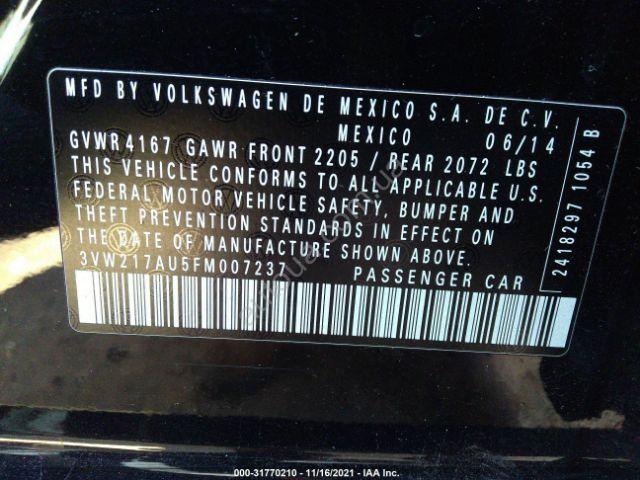 MFD BY VOLKSWAGEN DE MEXICO S.A. DE C.V.
MEXICO 06/14
GVWR 4167 GAWR FRONT 2205 / REAR 2072 LBS
THIS VEHICLE CONFORMS TO ALL APPLICABLE U.S.
FEDERAL MOTOR VEHICLE SAFETY, BUMPER AND
THEFT PREVENTION STANDARDS IN EFFECT ON
THE DATE OF MANUFACTURE SHOWN ABOVE.
3VW217AU5FM007237 PASSENGER CAR
24182971054 B
000-31770210 - 11/16/2021 - IAA Inc.